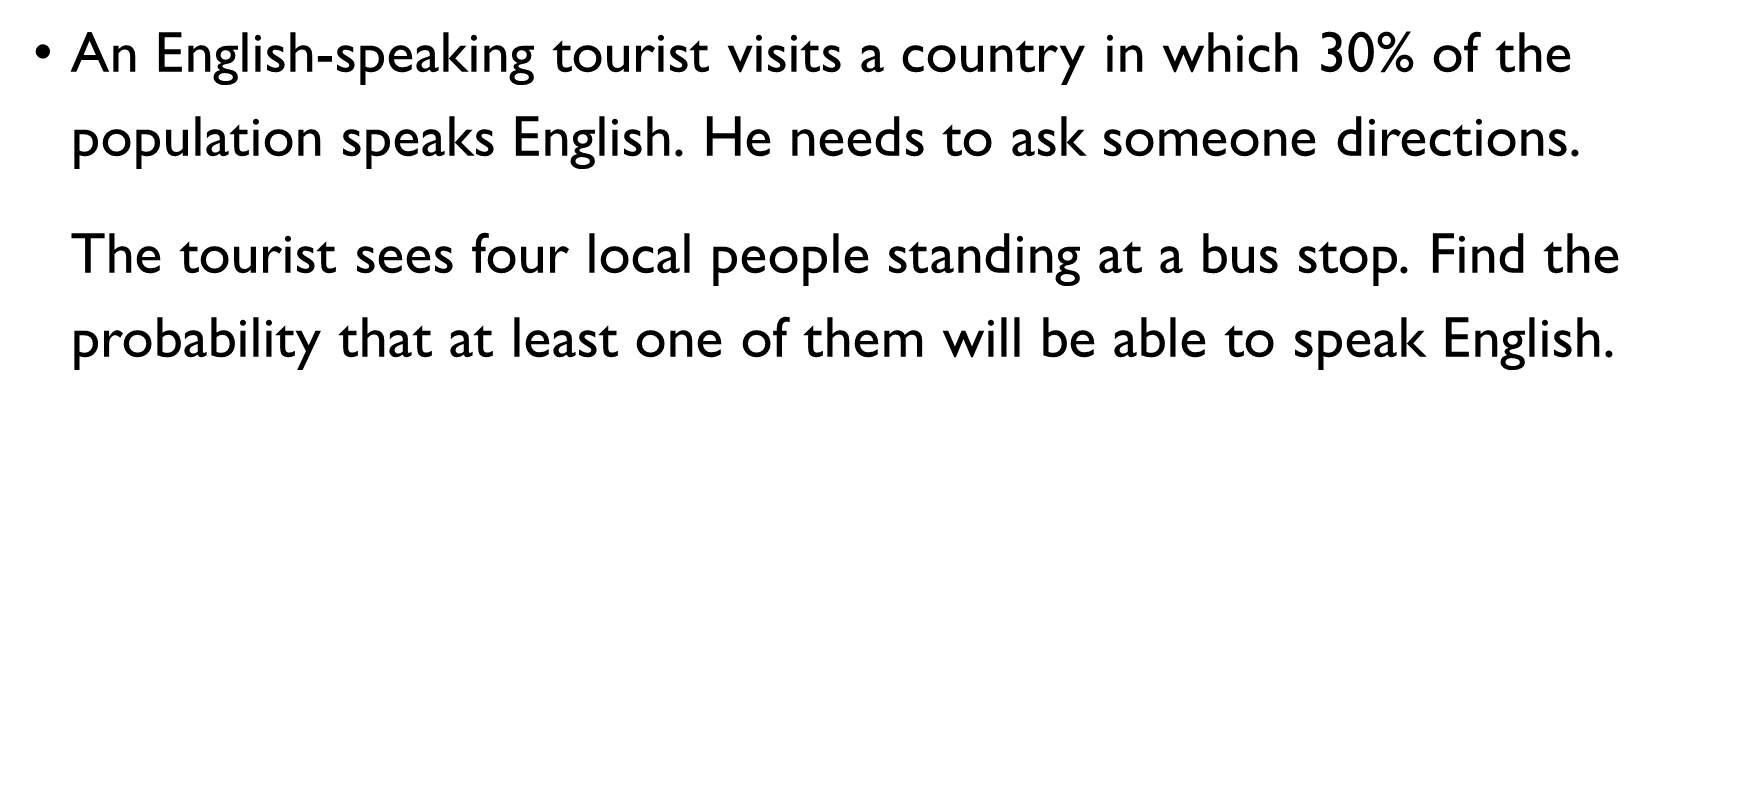 • An English-speaking tourist visits a country in which 30% of the
population speaks English. He needs to ask someone directions.
The tourist sees four local people standing at a bus stop. Find the
probability that at least one of them will be able to speak English.